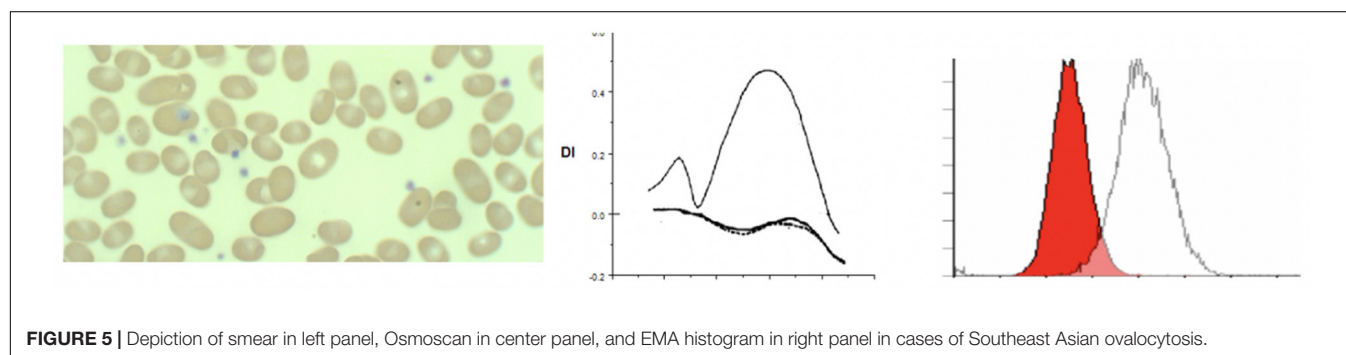 0.4
DI
0.2
0.0
-0.2
FIGURE 5 | Depiction of smear in left panel, Osmoscan in center panel, and EMA histogram in right panel in cases of Southeast Asian ovalocytosis.